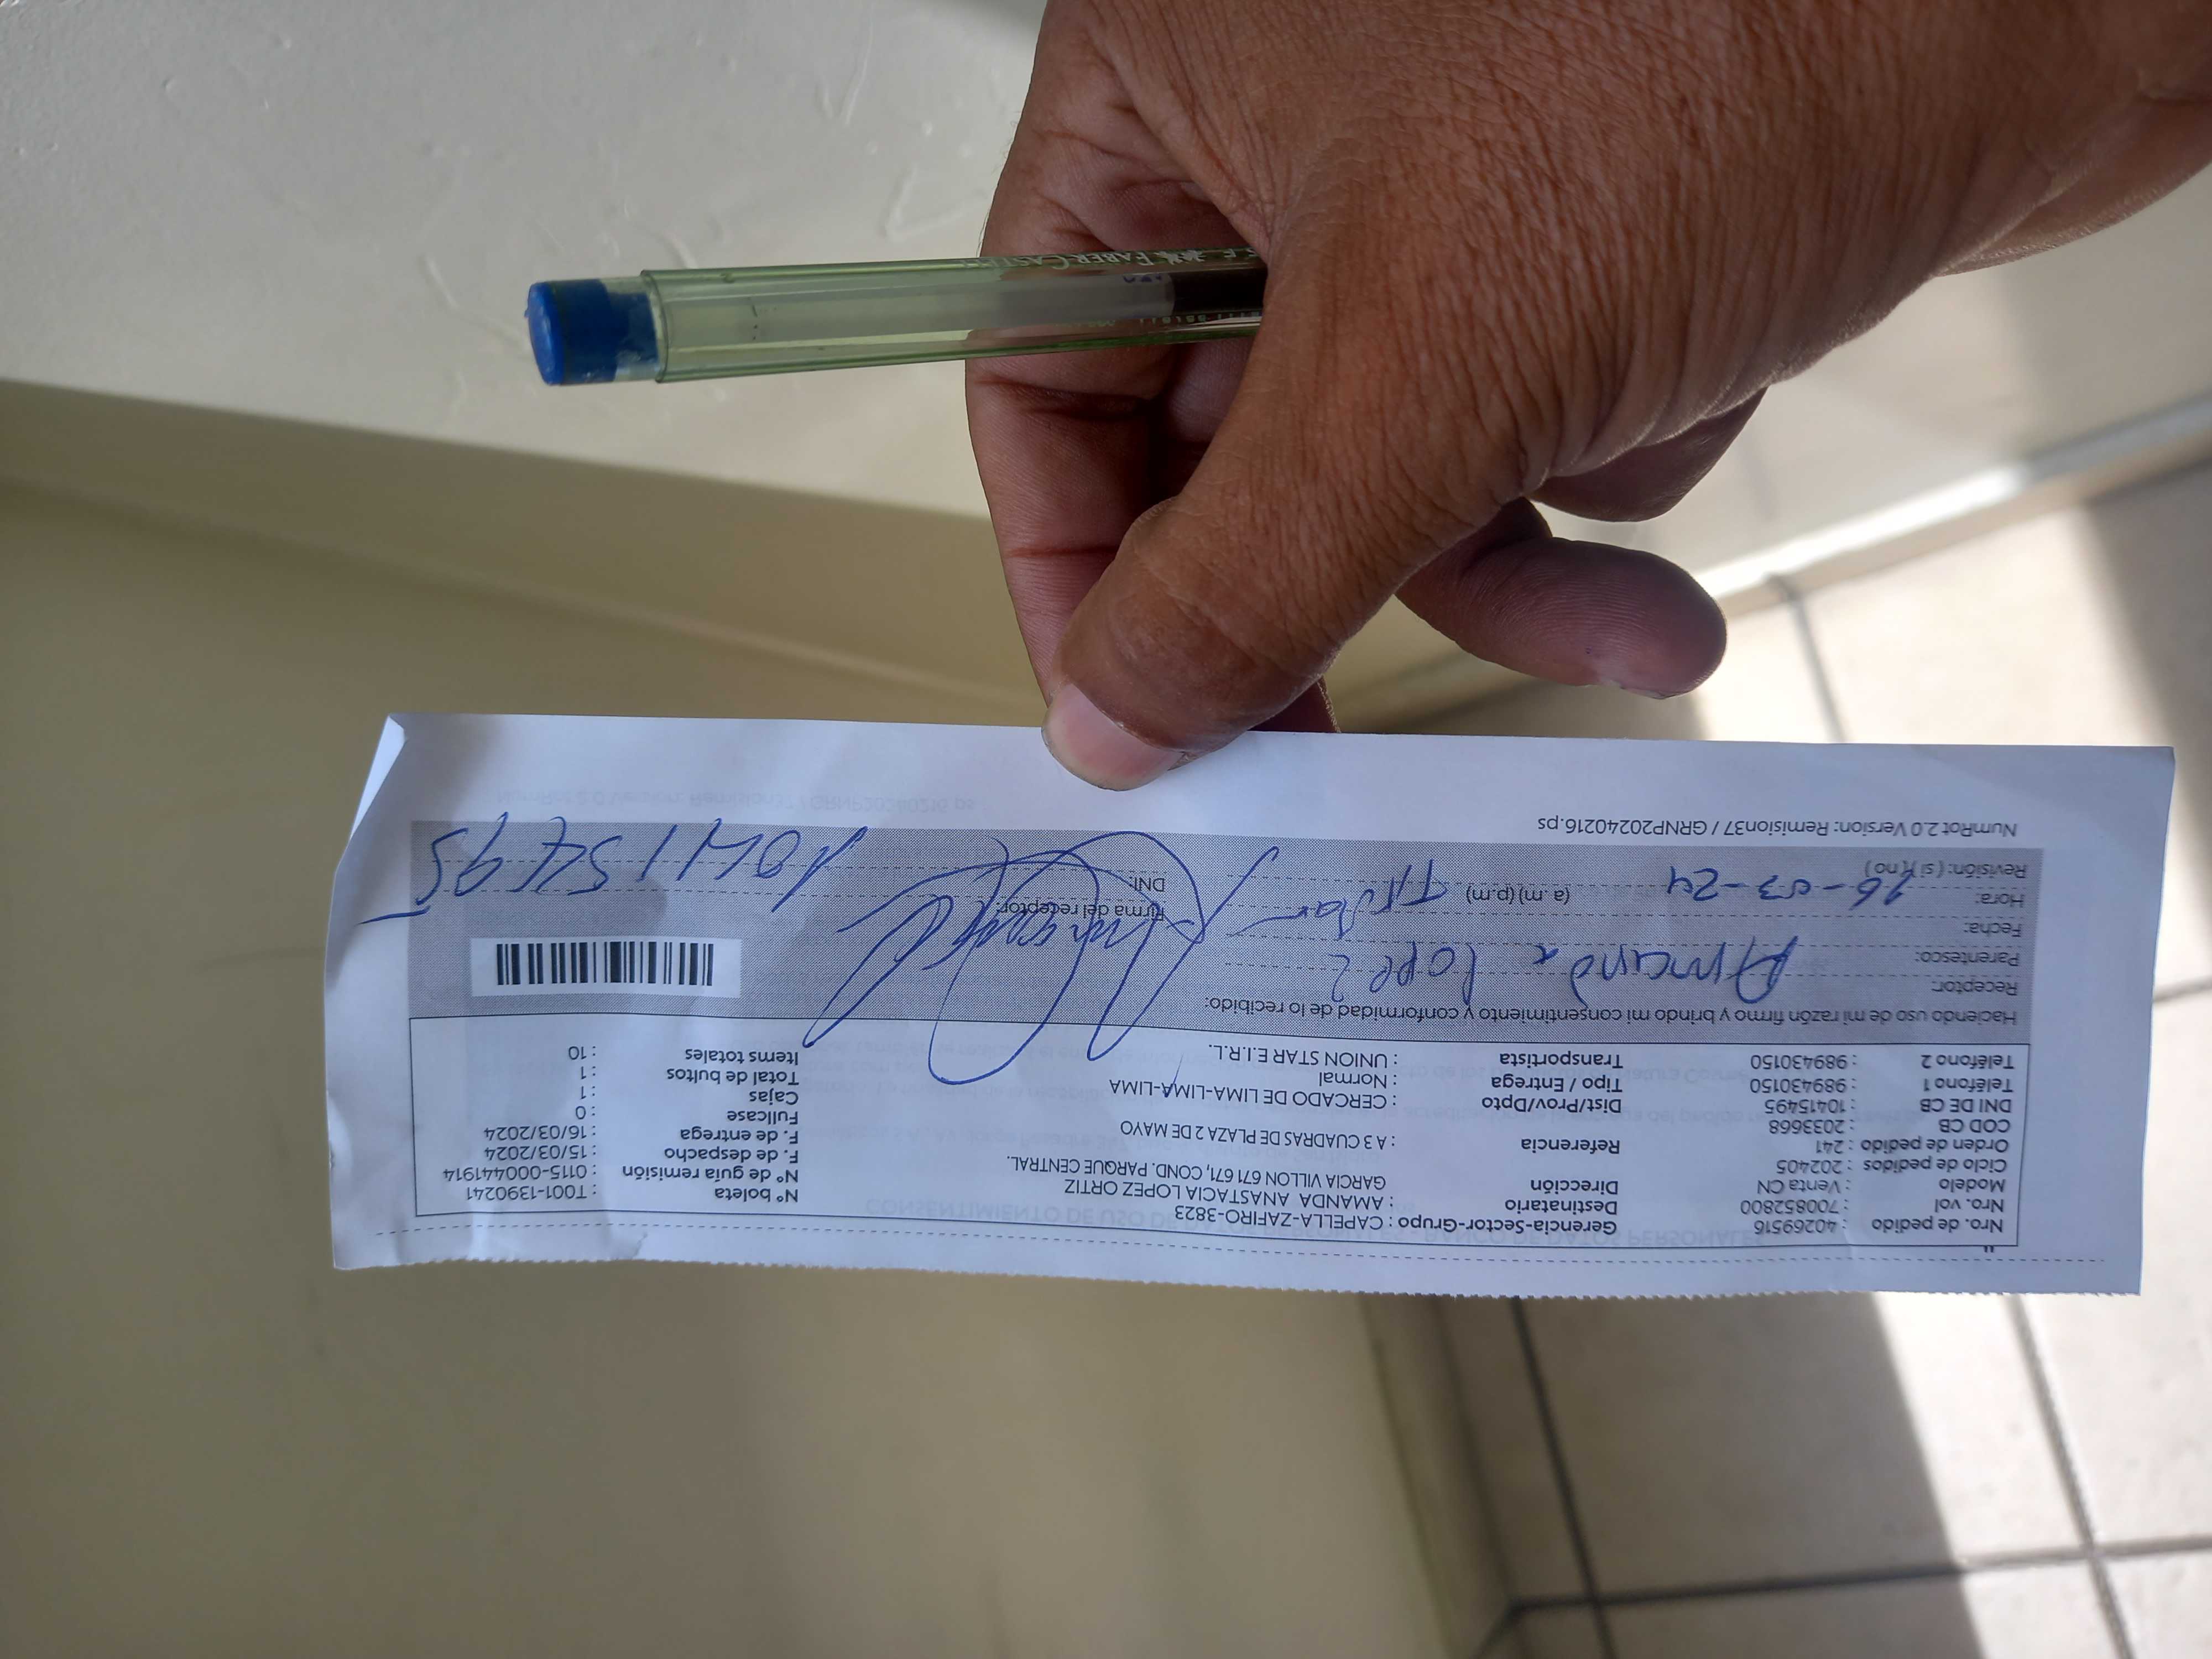 Nro. de pedido : 40269516 Gerencia-Sector-Grupo : CAPELLA-ZAFIRO-3823 Nº boleta : T001-1390241
Nro. vol : 700852800 Destinatario : AMANDA ANASTACIA LOPEZ ORTIZ Nº de guía remisión : 0115-000441914
Modelo : Venta CN Dirección GARCIA VILLON 671 671, COND. PARQUE CENTRAL. F. de despacho : 15/03/2024
Ciclo de pedidos : 202405 F. de entrega : 16/03/2024
Orden de pedido : 241 Referencia : A 3 CUADRAS DE PLAZA 2 DE MAYO Fullcase : 0
COD CB : 2033668 Cajas : 1
DNI DE CB : 10415495 Dist/Prov/Dpto : CERCADO DE LIMA-LIMA-LIMA Total de bultos : 1
Teléfono 1 : 989430150 Tipo / Entrega : Normal Items totales : 10
Teléfono 2 : 989430150 Transportista : UNION STAR E.I.R.L.
Haciendo uso de mi razón firmo y brindo mi consentimiento y conformidad de lo recibido:
Receptor: Amanda Lopez
Parentesco:
Fecha:
Hora: 16-03-24 (a.m) (p.m) Titular
Revisión: ( si )( no )
Firma del receptor:
DNI: 10415495
NumRot 2.0 Version: Remision37 / GRNP20240216.ps
FABER-CASTELL